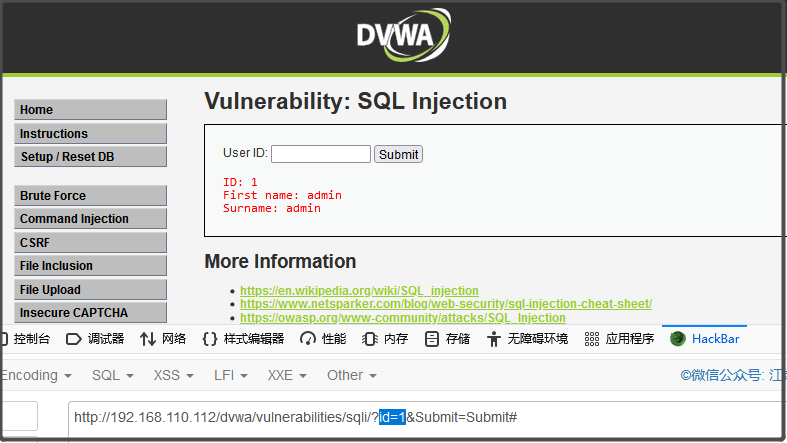 DVWA
Home
Instructions
Setup / Reset DB
Brute Force
Command Injection
CSRF
File Inclusion
File Upload
Insecure CAPTCHA
Vulnerability: SQL Injection
User ID:
Submit
ID: 1
First name: admin
Surname: admin
More Information
https://en.wikipedia.org/wiki/SQL_injection
https://www.netsparker.com/blog/web-security/sql-injection-cheat-sheet/
https://owasp.org/www-community/attacks/SQL_Injection
控制台 调试器 网络 样式编辑器 性能 内存 存储 无障碍环境 应用程序 HackBar
Encoding SQL XSS LFI XXE Other ©微信公众号: 江
http://192.168.110.112/dvwa/vulnerabilities/sqli/?id=1&Submit=Submit#